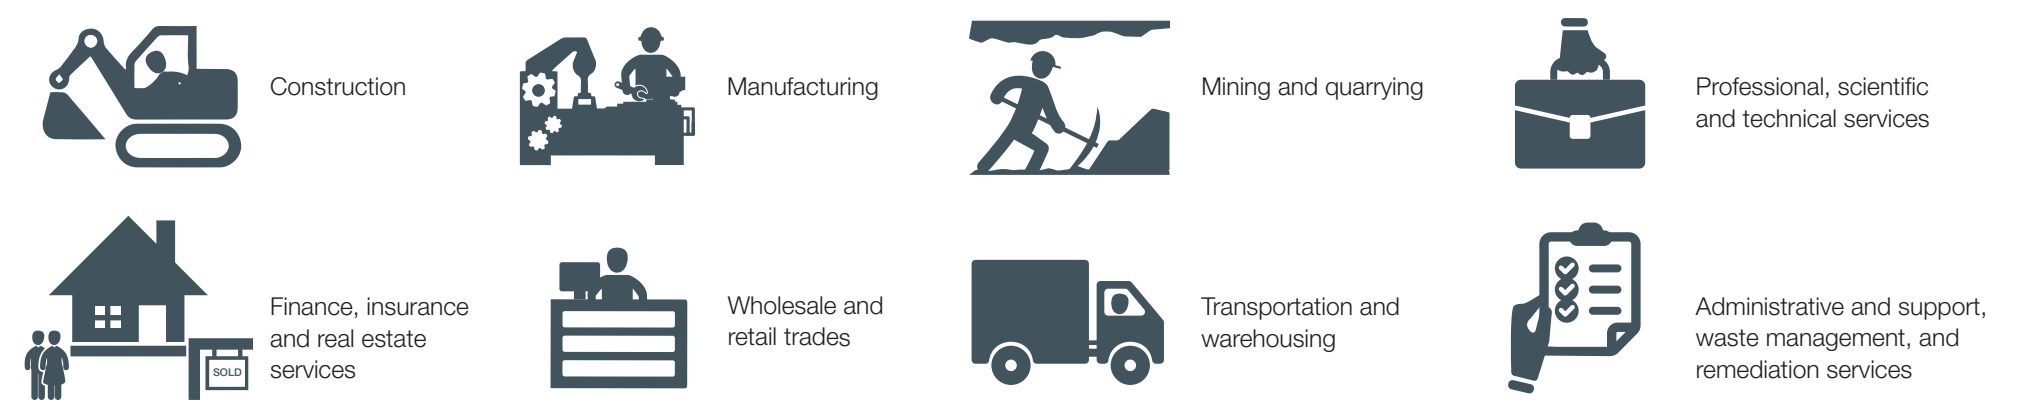 Construction
Manufacturing
Mining and quarrying
Professional, scientific
and technical services
Finance, insurance
and real estate
services
SOLD
Wholesale and
retail trades
Transportation and
warehousing
Administrative and support,
waste management, and
remediation services